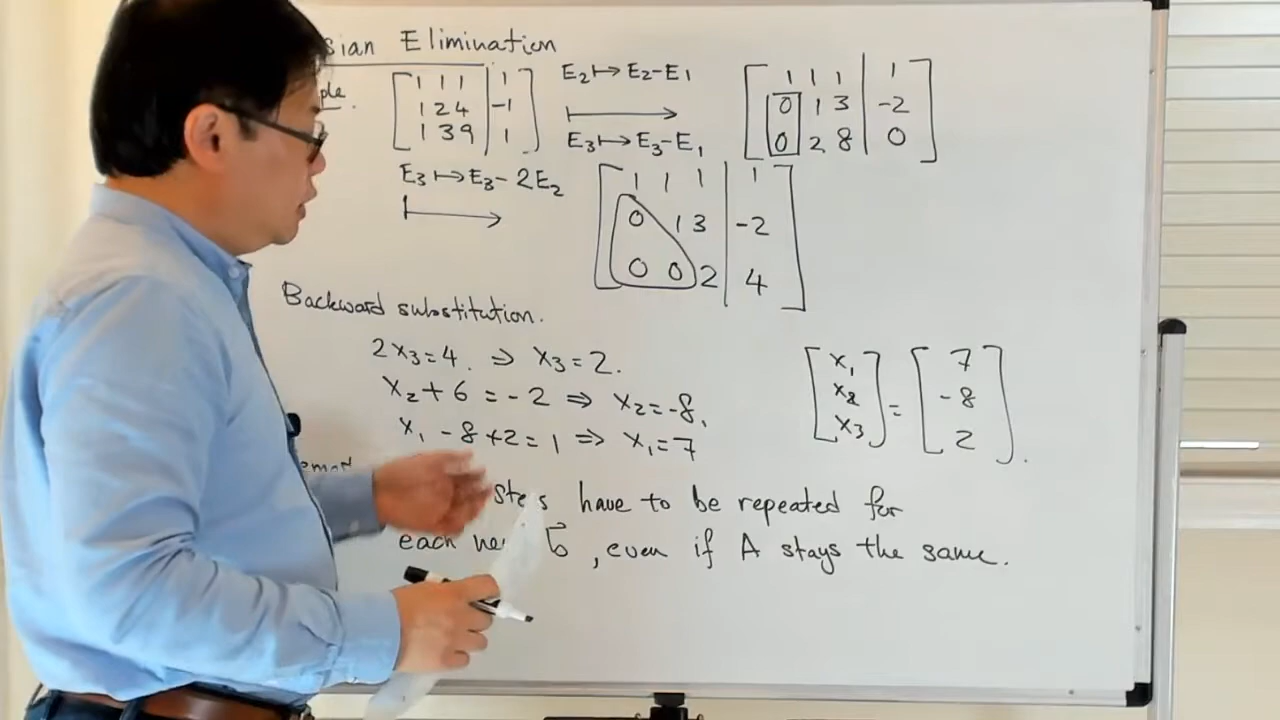 sian Elimination
ple.
[1 1 1 | 1]
[1 2 4 | -1]
[1 3 9 | 1]
E₂ ↦ E₂-E₁
E₃ ↦ E₃-E₁
[1 1 1 | 1]
[0 1 3 | -2]
[0 2 8 | 0]
E₃ ↦ E₃-2E₂
[1 1 1 | 1]
[0 1 3 | -2]
[0 0 2 | 4]
Backward substitution.
2x₃=4. ⇒ x₃=2.
x₂+6=-2 ⇒ x₂=-8.
x₁-8+2=1 ⇒ x₁=7
[x₁ x₂ x₃] = [7 -8 2].
steps have to be repeated for
each new b⃗, even if A stays the same.